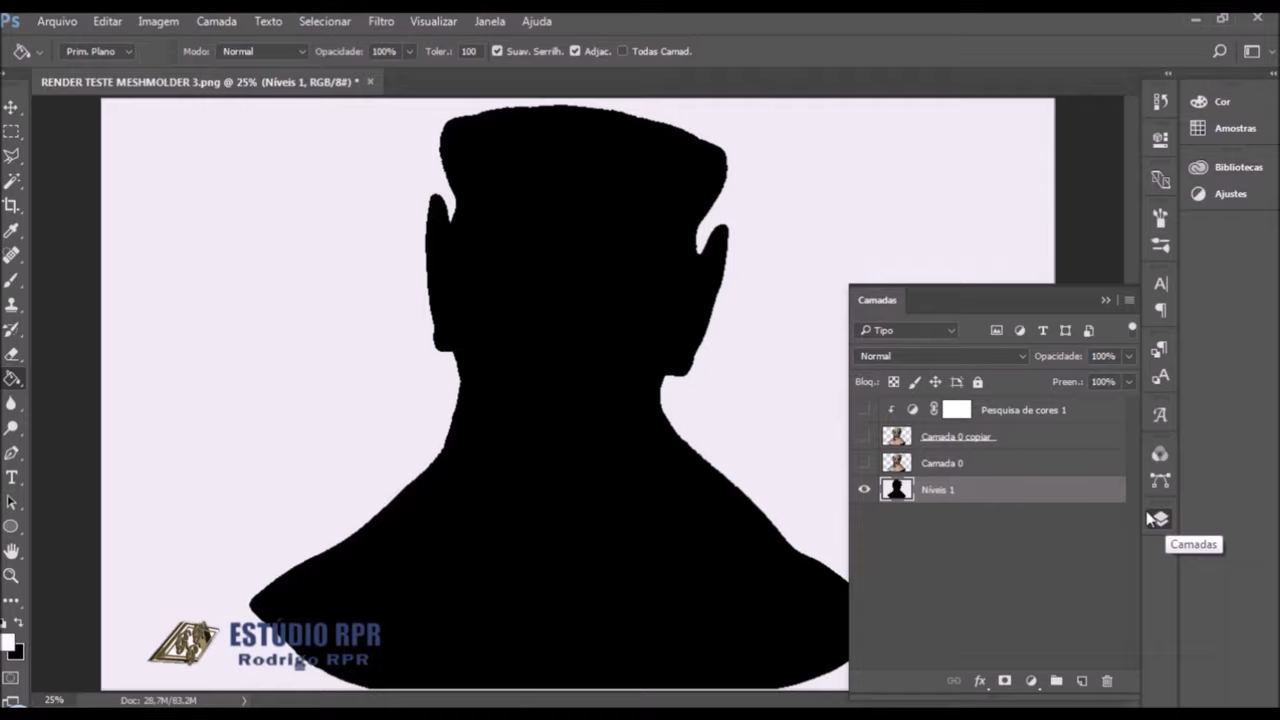 Ps Arquivo Editar Imagem Camada Texto Selecionar Filtro Visualizar Janela Ajuda
Prim. Plano Modo: Normal Opacidade: 100% Toler.: 100 Suav. Serrilh. Adjac. Todas Camad.
RENDER TESTE MESHMOLDER 3.png @ 25% (Níveis 1, RGB/8#) *
Cor
Amostras
Bibliotecas
Ajustes
Camadas
Tipo
Normal Opacidade: 100%
Bloq.: Preen.: 100%
Pesquisa de cores 1
Camada 0 copiar
Camada 0
Níveis 1
Camadas
ESTÚDIO RPR
Rodrigo RPR
25% Doc: 28,7M/83,2M